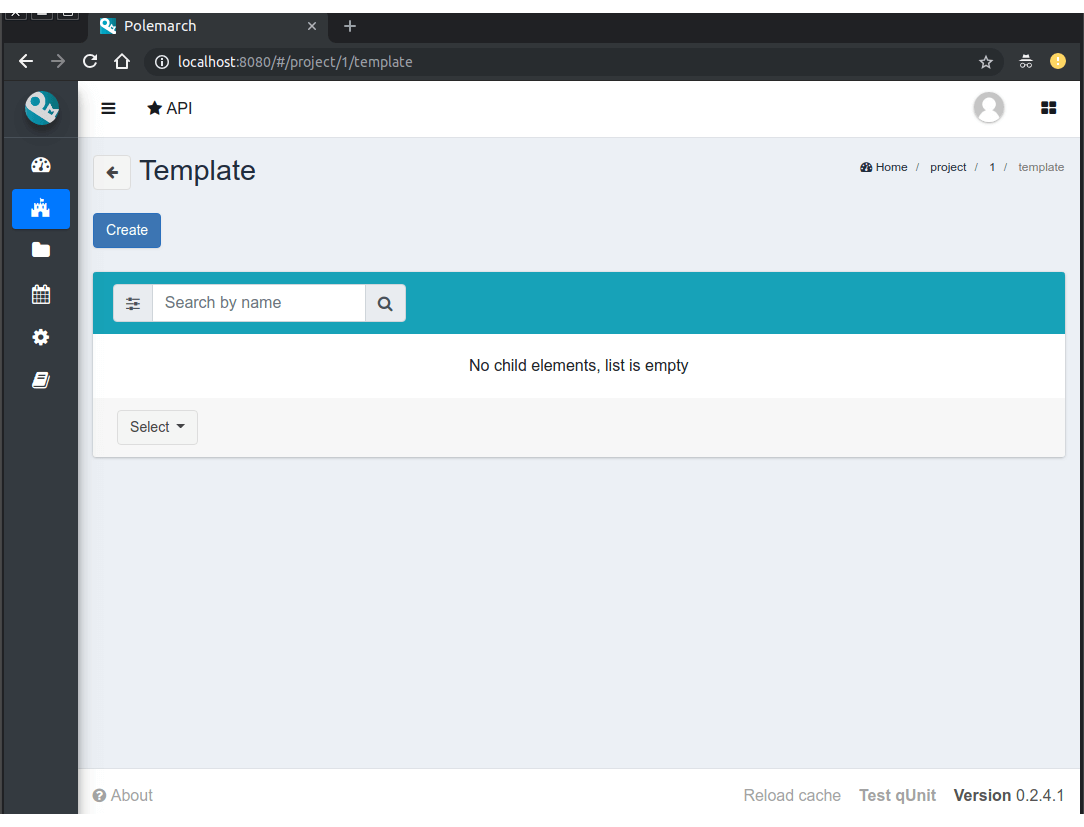 Polemarch
localhost:8080/#/project/1/template
API
Template
Home / project / 1 / template
Create
Search by name
No child elements, list is empty
Select
About
Reload cache Test qUnit Version 0.2.4.1